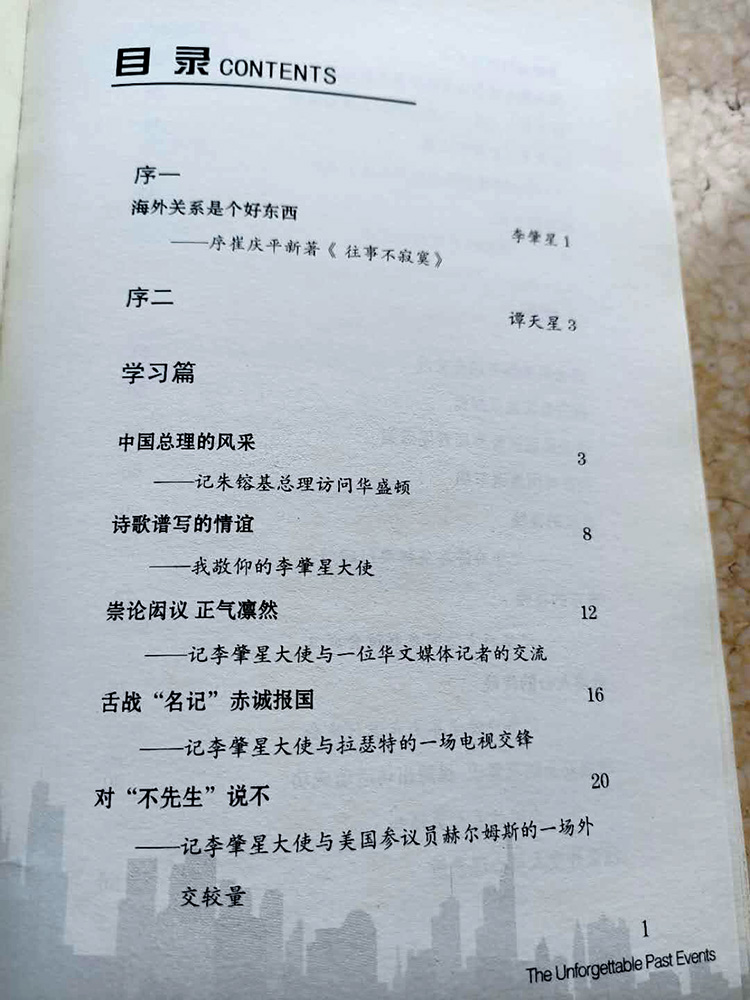 目 录 CONTENTS
序一
海外关系是个好东西
——序崔庆平新著《往事不寂寞》 李肇星 1
序二
谭天星 3
学习篇
中国总理的风采 3
——记朱镕基总理访问华盛顿
诗歌谱写的情谊 8
——我敬仰的李肇星大使
崇论闳议 正气凛然 12
——记李肇星大使与一位华文媒体记者的交流
舌战“名记”赤诚报国 16
——记李肇星大使与拉瑟特的一场电视交锋
对“不先生”说不 20
——记李肇星大使与美国参议员赫尔姆斯的一场外
交较量
1
The Unforgettable Past Events